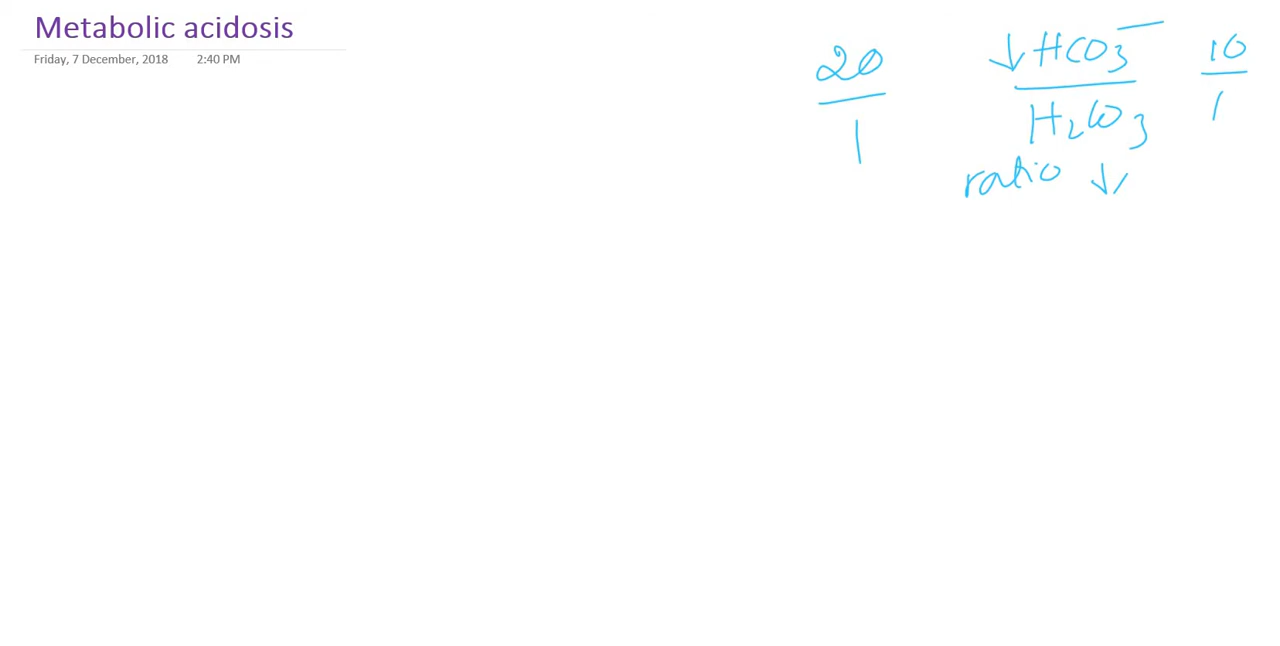 Metabolic acidosis
Friday, 7 December, 2018 2:40 PM
20
1
↓HCO3⁻
H2CO3
ratio ↓
10
1